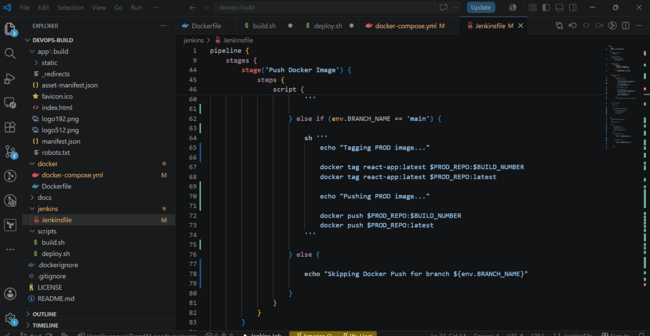 File Edit Selection View Go Run ...
devops-build
Update
EXPLORER
DEVOPS-BUILD
app \ build
static
_redirects
asset-manifest.json
favicon.ico
index.html
logo192.png
logo512.png
manifest.json
robots.txt
docker
docker-compose.yml M
Dockerfile
docs
jenkins
Jenkinsfile M
scripts
$ build.sh
$ deploy.sh
.dockerignore
.gitignore
LICENSE
README.md
OUTLINE
TIMELINE
Dockerfile
$ build.sh
$ deploy.sh
docker-compose.yml M
Jenkinsfile M
jenkins > Jenkinsfile
1 pipeline {
9 stages {
44 stage('Push Docker Image') {
45 steps {
46 script {
60 '''
61
62 } else if (env.BRANCH_NAME == 'main') {
63
64 sh '''
65 echo "Tagging PROD image..."
66
67 docker tag react-app:latest $PROD_REPO:$BUILD_NUMBER
68 docker tag react-app:latest $PROD_REPO:latest
69
70 echo "Pushing PROD image..."
71
72 docker push $PROD_REPO:$BUILD_NUMBER
73 docker push $PROD_REPO:latest
74 '''
75
76 } else {
77
78 echo "Skipping Docker Push for branch ${env.BRANCH_NAME}"
79
80 }
81 }
82 }
83 }